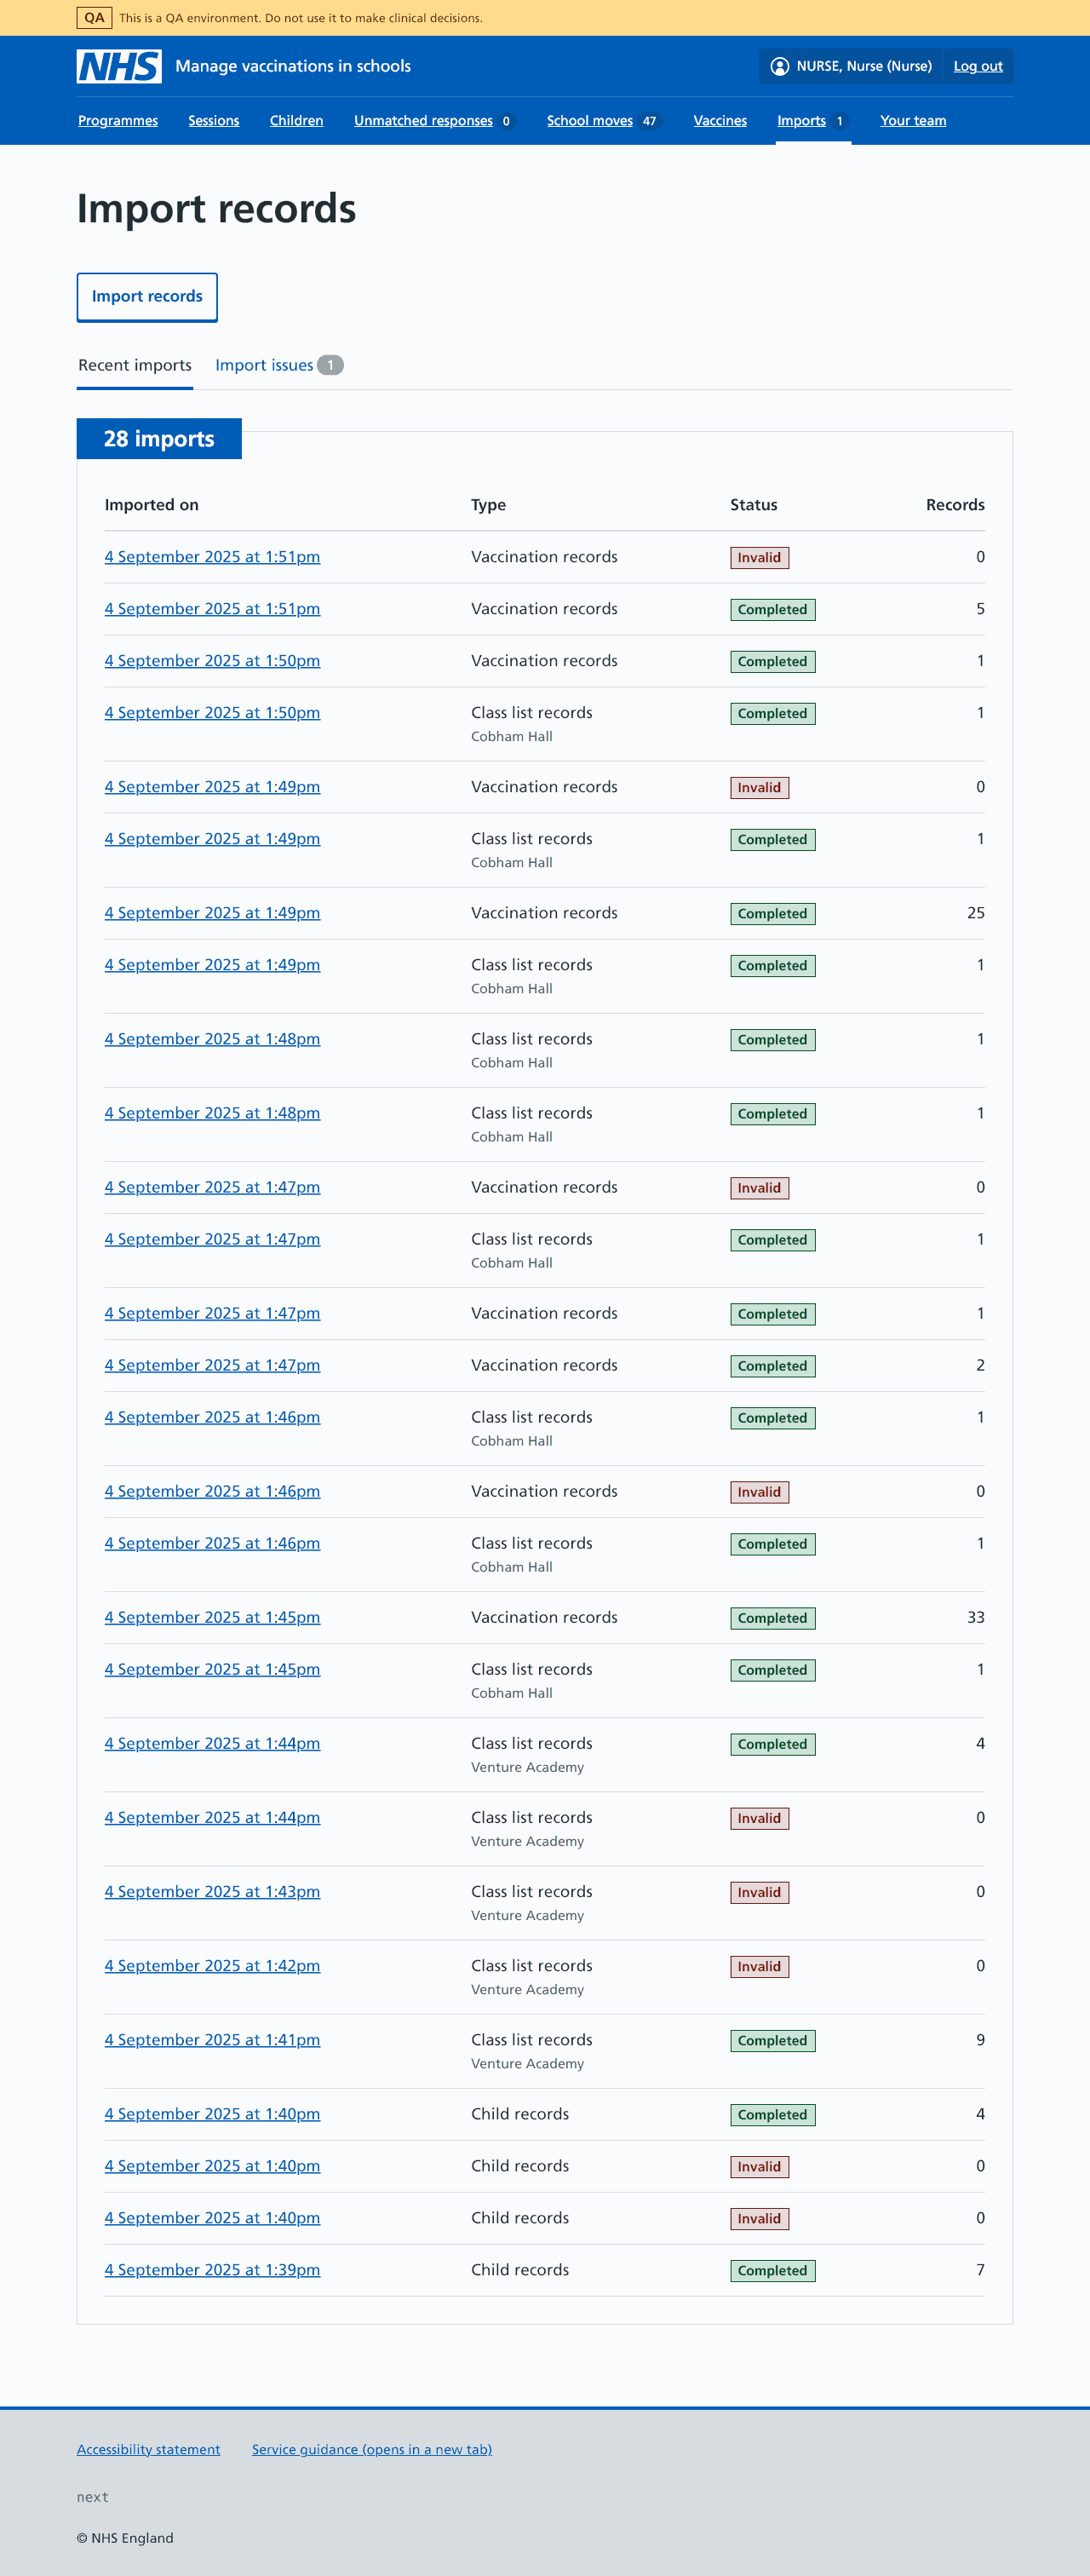 QA This is a QA environment. Do not use it to make clinical decisions.
NHS Manage vaccinations in schools NURSE, Nurse (Nurse) Log out
Programmes Sessions Children Unmatched responses 0 School moves 47 Vaccines Imports 1 Your team
Import records
Import records
Recent imports Import issues 1
28 imports
Imported on Type Status Records
4 September 2025 at 1:51pm Vaccination records Invalid 0
4 September 2025 at 1:51pm Vaccination records Completed 5
4 September 2025 at 1:50pm Vaccination records Completed 1
4 September 2025 at 1:50pm Class list records Completed 1
Cobham Hall
4 September 2025 at 1:49pm Vaccination records Invalid 0
4 September 2025 at 1:49pm Class list records Completed 1
Cobham Hall
4 September 2025 at 1:49pm Vaccination records Completed 25
4 September 2025 at 1:49pm Class list records Completed 1
Cobham Hall
4 September 2025 at 1:48pm Class list records Completed 1
Cobham Hall
4 September 2025 at 1:48pm Class list records Completed 1
Cobham Hall
4 September 2025 at 1:47pm Vaccination records Invalid 0
4 September 2025 at 1:47pm Class list records Completed 1
Cobham Hall
4 September 2025 at 1:47pm Vaccination records Completed 1
4 September 2025 at 1:47pm Vaccination records Completed 2
4 September 2025 at 1:46pm Class list records Completed 1
Cobham Hall
4 September 2025 at 1:46pm Vaccination records Invalid 0
4 September 2025 at 1:46pm Class list records Completed 1
Cobham Hall
4 September 2025 at 1:45pm Vaccination records Completed 33
4 September 2025 at 1:45pm Class list records Completed 1
Cobham Hall
4 September 2025 at 1:44pm Class list records Completed 4
Venture Academy
4 September 2025 at 1:44pm Class list records Invalid 0
Venture Academy
4 September 2025 at 1:43pm Class list records Invalid 0
Venture Academy
4 September 2025 at 1:42pm Class list records Invalid 0
Venture Academy
4 September 2025 at 1:41pm Class list records Completed 9
Venture Academy
4 September 2025 at 1:40pm Child records Completed 4
4 September 2025 at 1:40pm Child records Invalid 0
4 September 2025 at 1:40pm Child records Invalid 0
4 September 2025 at 1:39pm Child records Completed 7
Accessibility statement Service guidance (opens in a new tab)
next
© NHS England